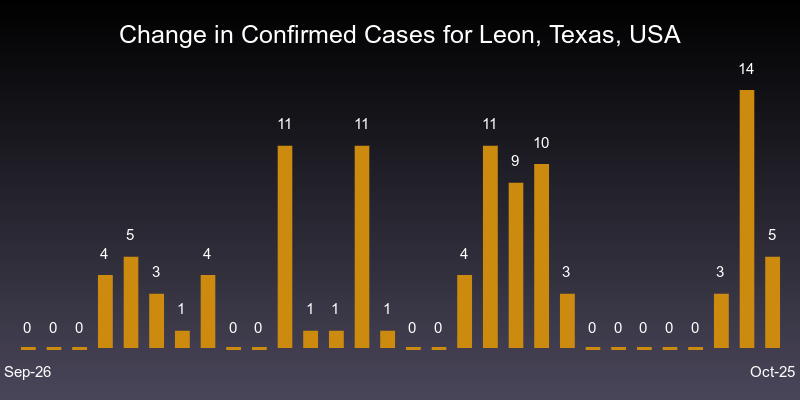 Change in Confirmed Cases for Leon, Texas, USA
14
11 11 11
10
9
5 5
4 4 4
3 3 3
1 1 1 1
0 0 0 0 0 0 0 0 0 0 0 0
Sep-26 Oct-25